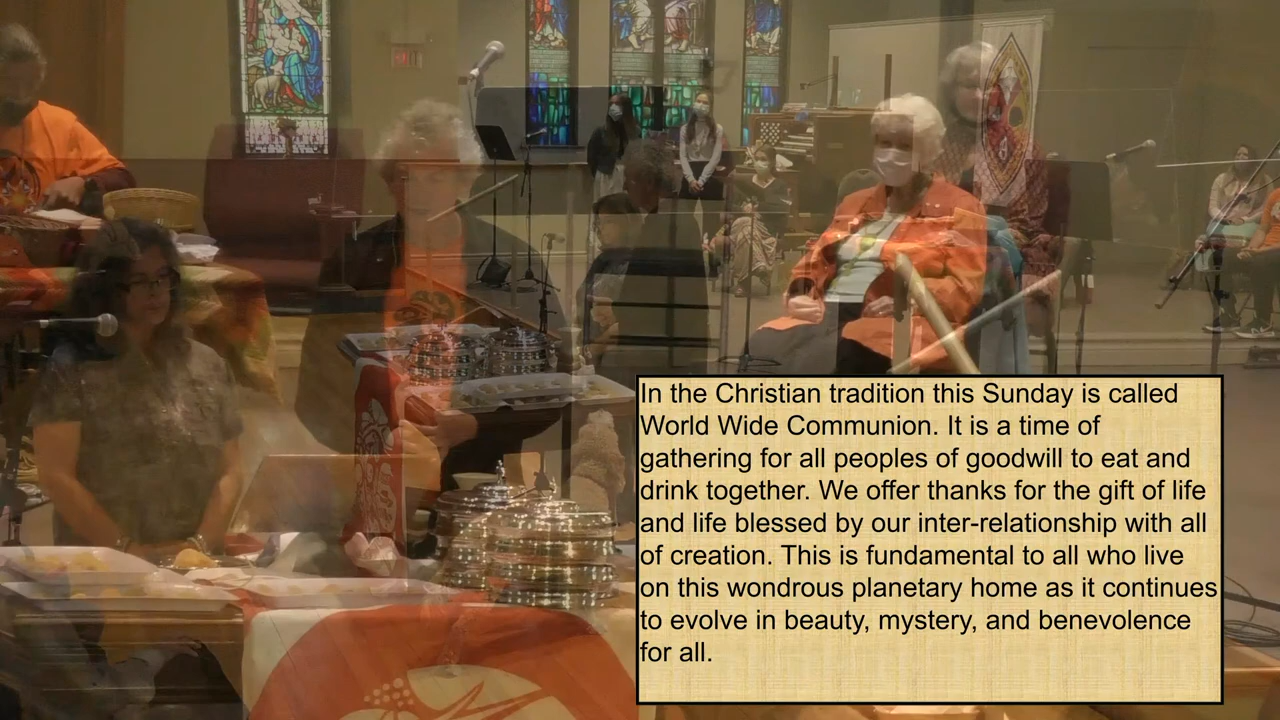 In the Christian tradition this Sunday is called
World Wide Communion. It is a time of
gathering for all peoples of goodwill to eat and
drink together. We offer thanks for the gift of life
and life blessed by our inter-relationship with all
of creation. This is fundamental to all who live
on this wondrous planetary home as it continues
to evolve in beauty, mystery, and benevolence
for all.